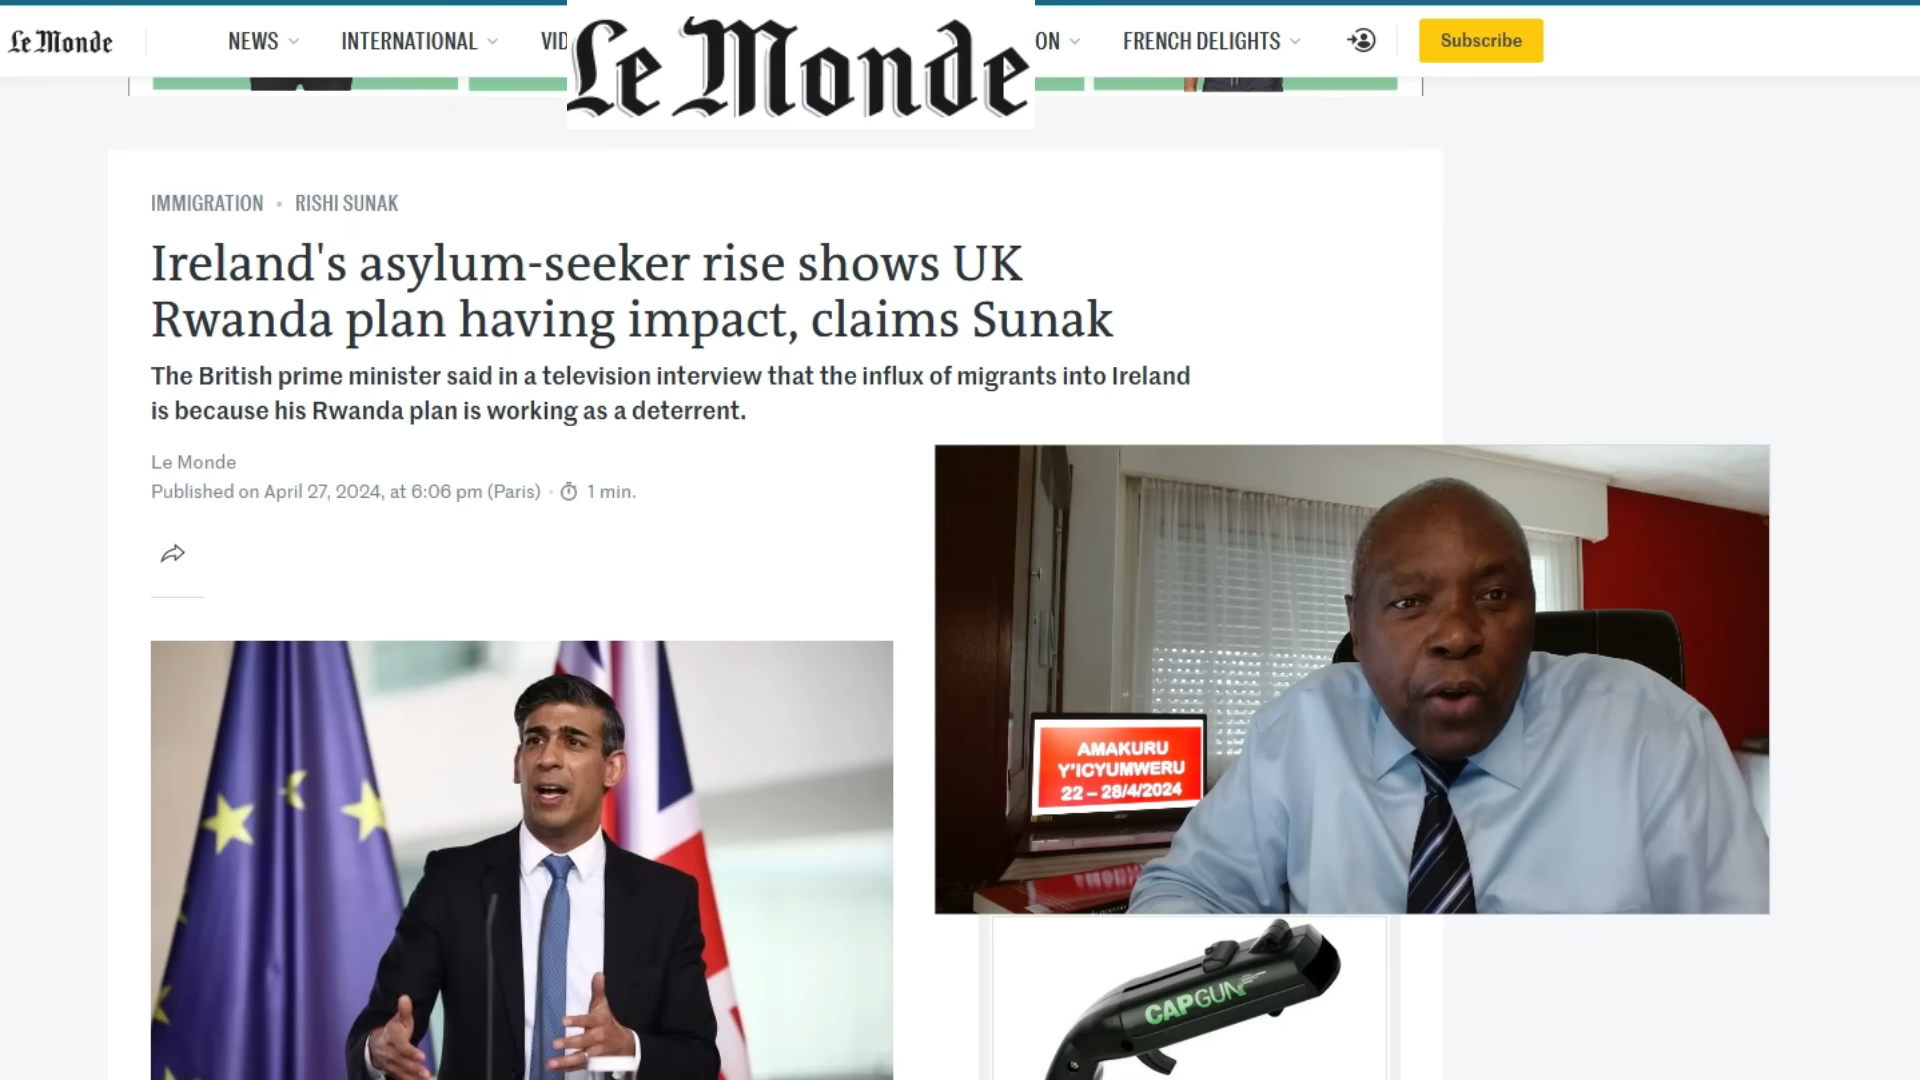 Le Monde
NEWS
INTERNATIONAL
VID
Le Monde
ON
FRENCH DELIGHTS
Subscribe
IMMIGRATION • RISHI SUNAK
Ireland's asylum-seeker rise shows UK
Rwanda plan having impact, claims Sunak
The British prime minister said in a television interview that the influx of migrants into Ireland
is because his Rwanda plan is working as a deterrent.
Le Monde
Published on April 27, 2024, at 6:06 pm (Paris) • 1 min.
AMAKURU
Y'ICYUMWERU
22 – 28/4/2024
acer
CAPGUN